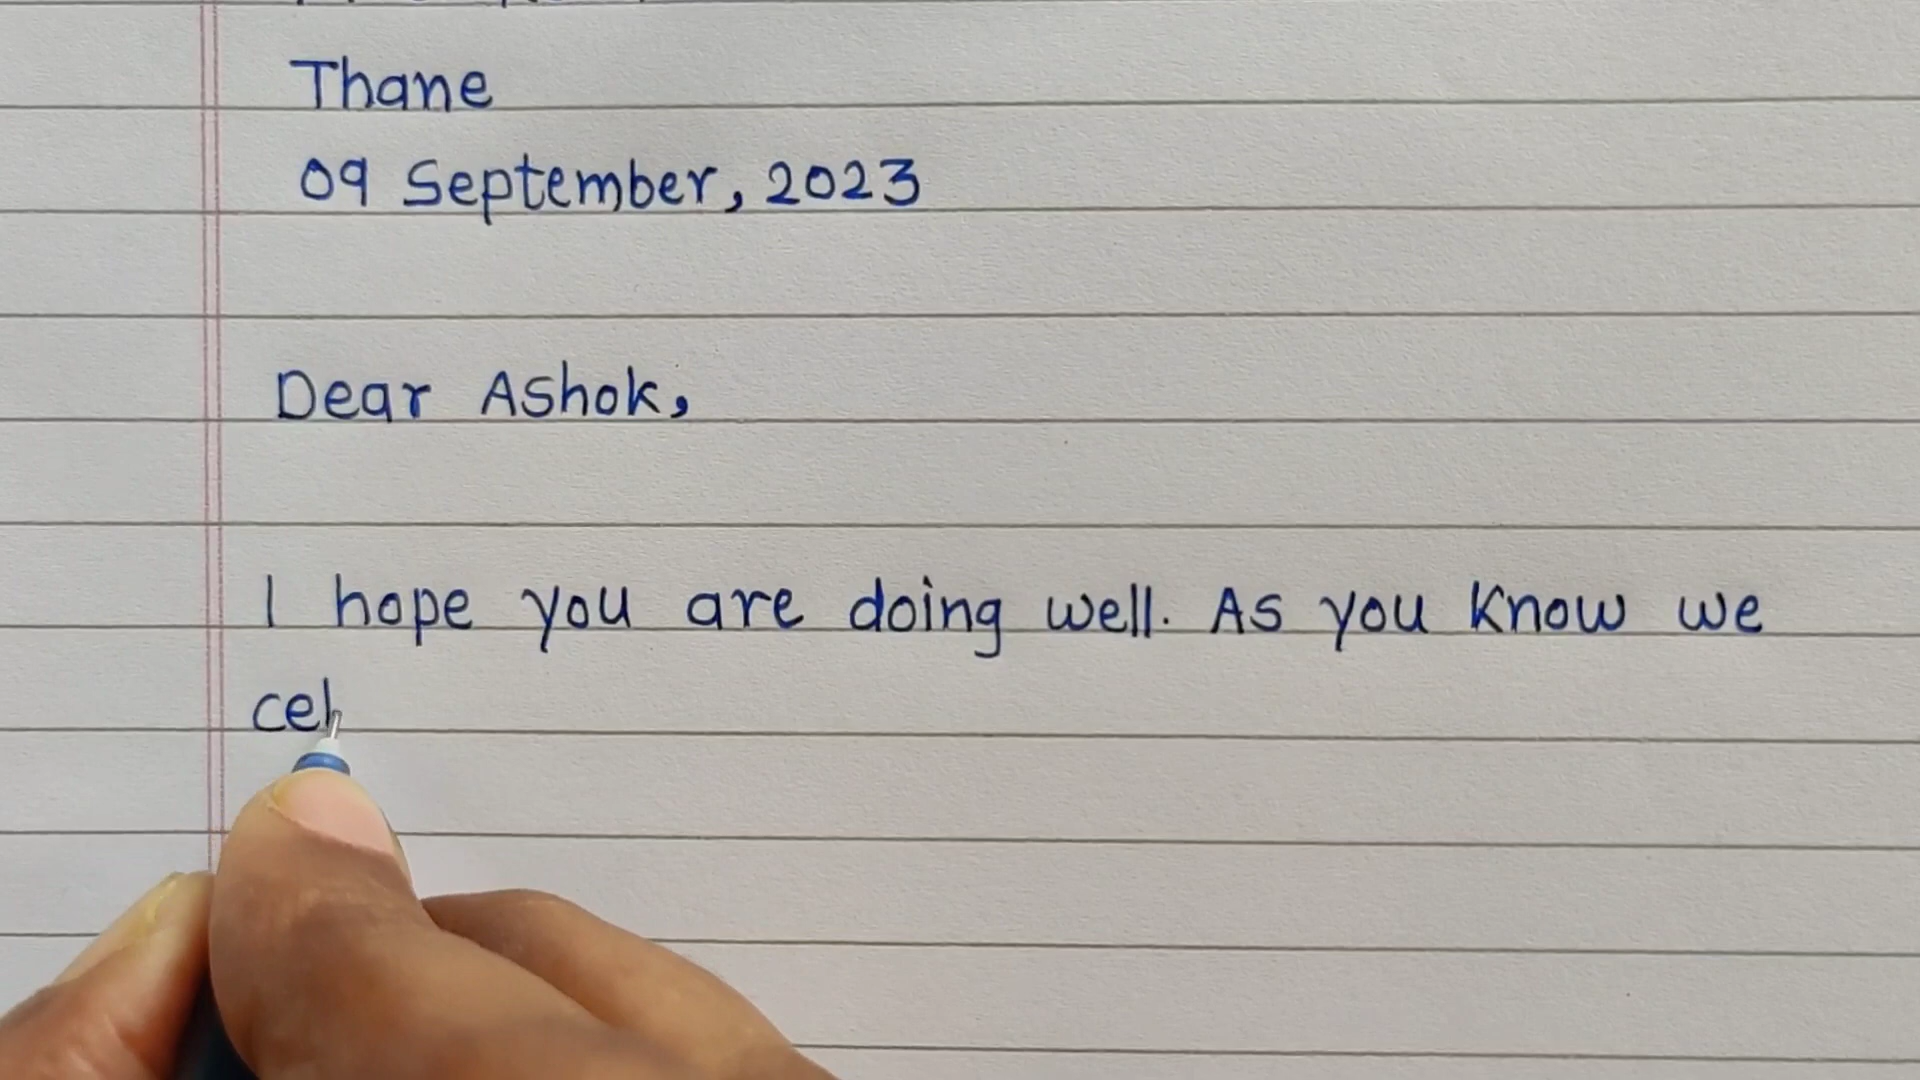 Thane
09 September, 2023
Dear Ashok,
I hope you are doing well. As you know we
cel